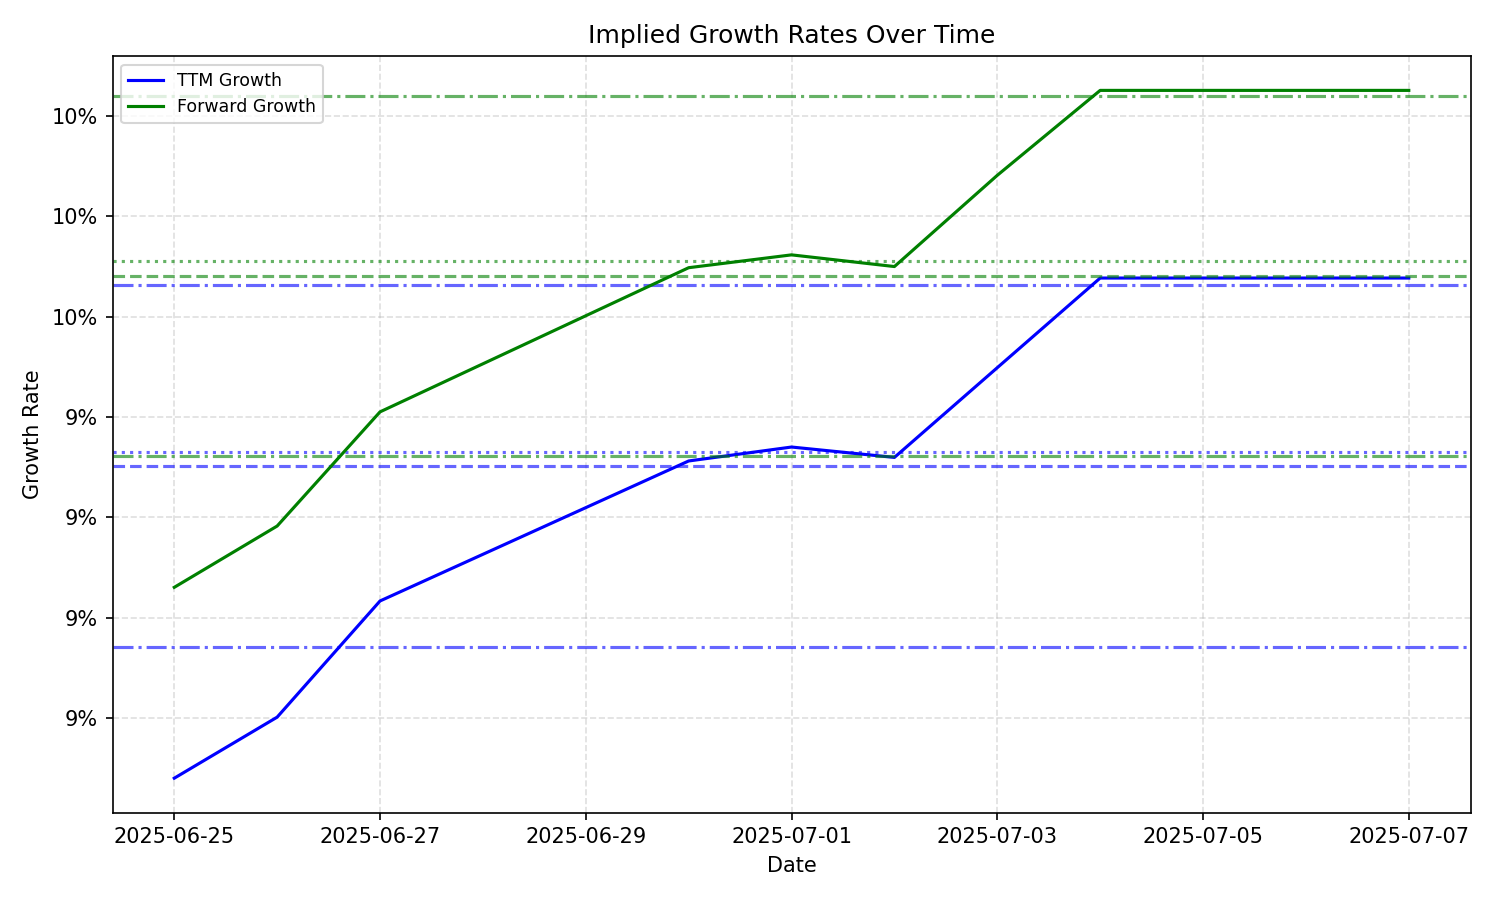 Implied Growth Rates Over Time
TTM Growth
Forward Growth
10%
10%
10%
9%
9%
9%
9%
Growth Rate
2025-06-25
2025-06-27
2025-06-29
2025-07-01
2025-07-03
2025-07-05
2025-07-07
Date